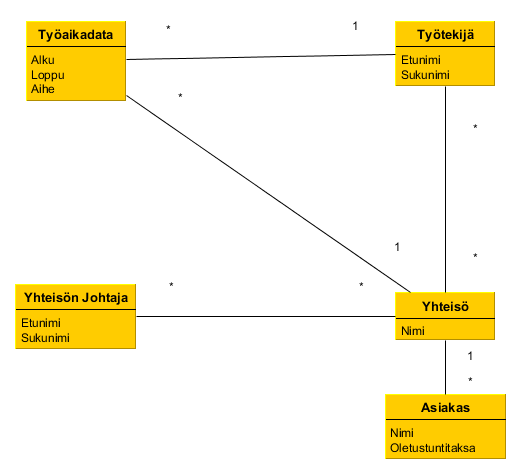 Työaikadata
Alku
Loppu
Aihe
*
1
Työtekijä
Etunimi
Sukunimi
*
*
*
1
Yhteisön Johtaja
Etunimi
Sukunimi
*
*
Yhteisö
Nimi
1
*
Asiakas
Nimi
Oletustuntitaksa